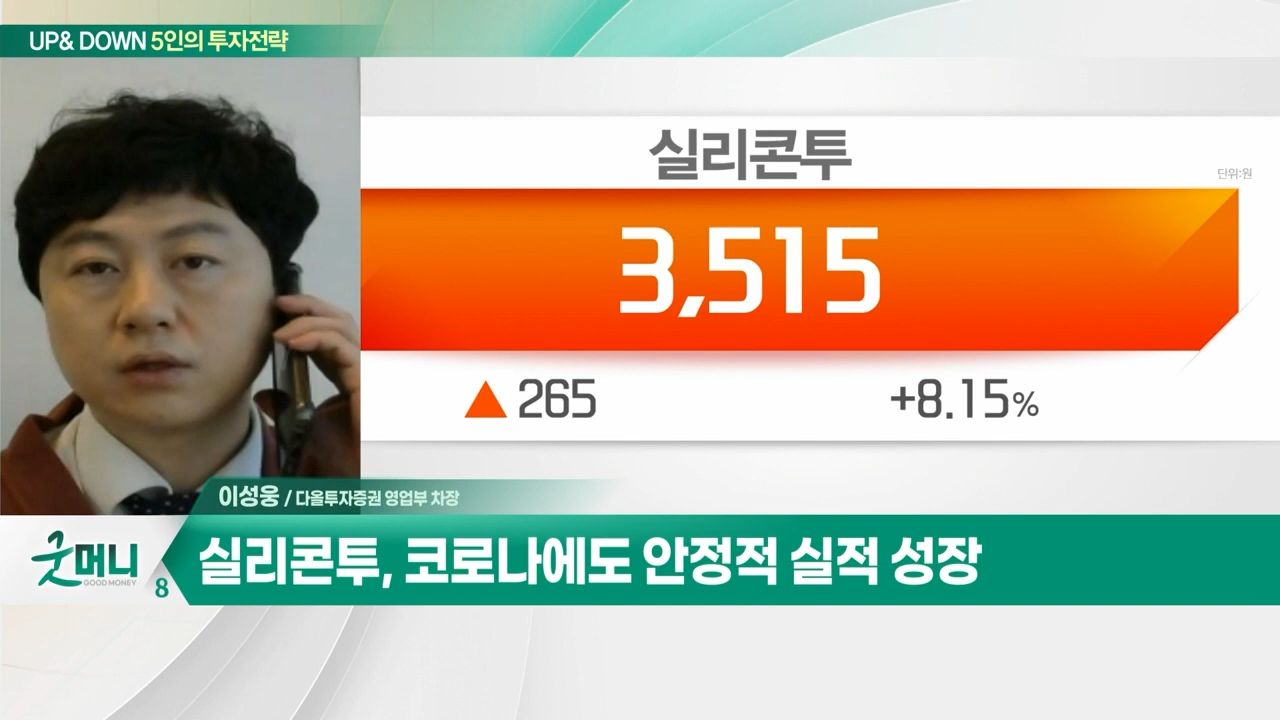 UP& DOWN 5인의 투자전략
실리콘투
단위:원
3,515
▲ 265 +8.15%
이성웅 / 다올투자증권 영업부 차장
굿머니
GOOD MONEY
8
실리콘투, 코로나에도 안정적 실적 성장